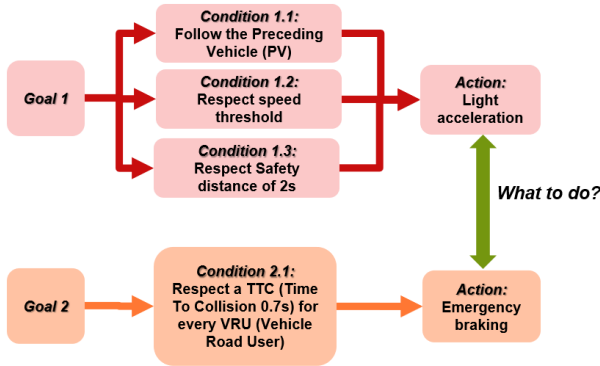 Condition 1.1:
Follow the Preceding
Vehicle (PV)
Goal 1
Condition 1.2:
Respect speed
threshold
Condition 1.3:
Respect Safety
distance of 2s
Action:
Light
acceleration
What to do?
Goal 2
Condition 2.1:
Respect a TTC (Time
To Collision 0.7s) for
every VRU (Vehicle
Road User)
Action:
Emergency
braking